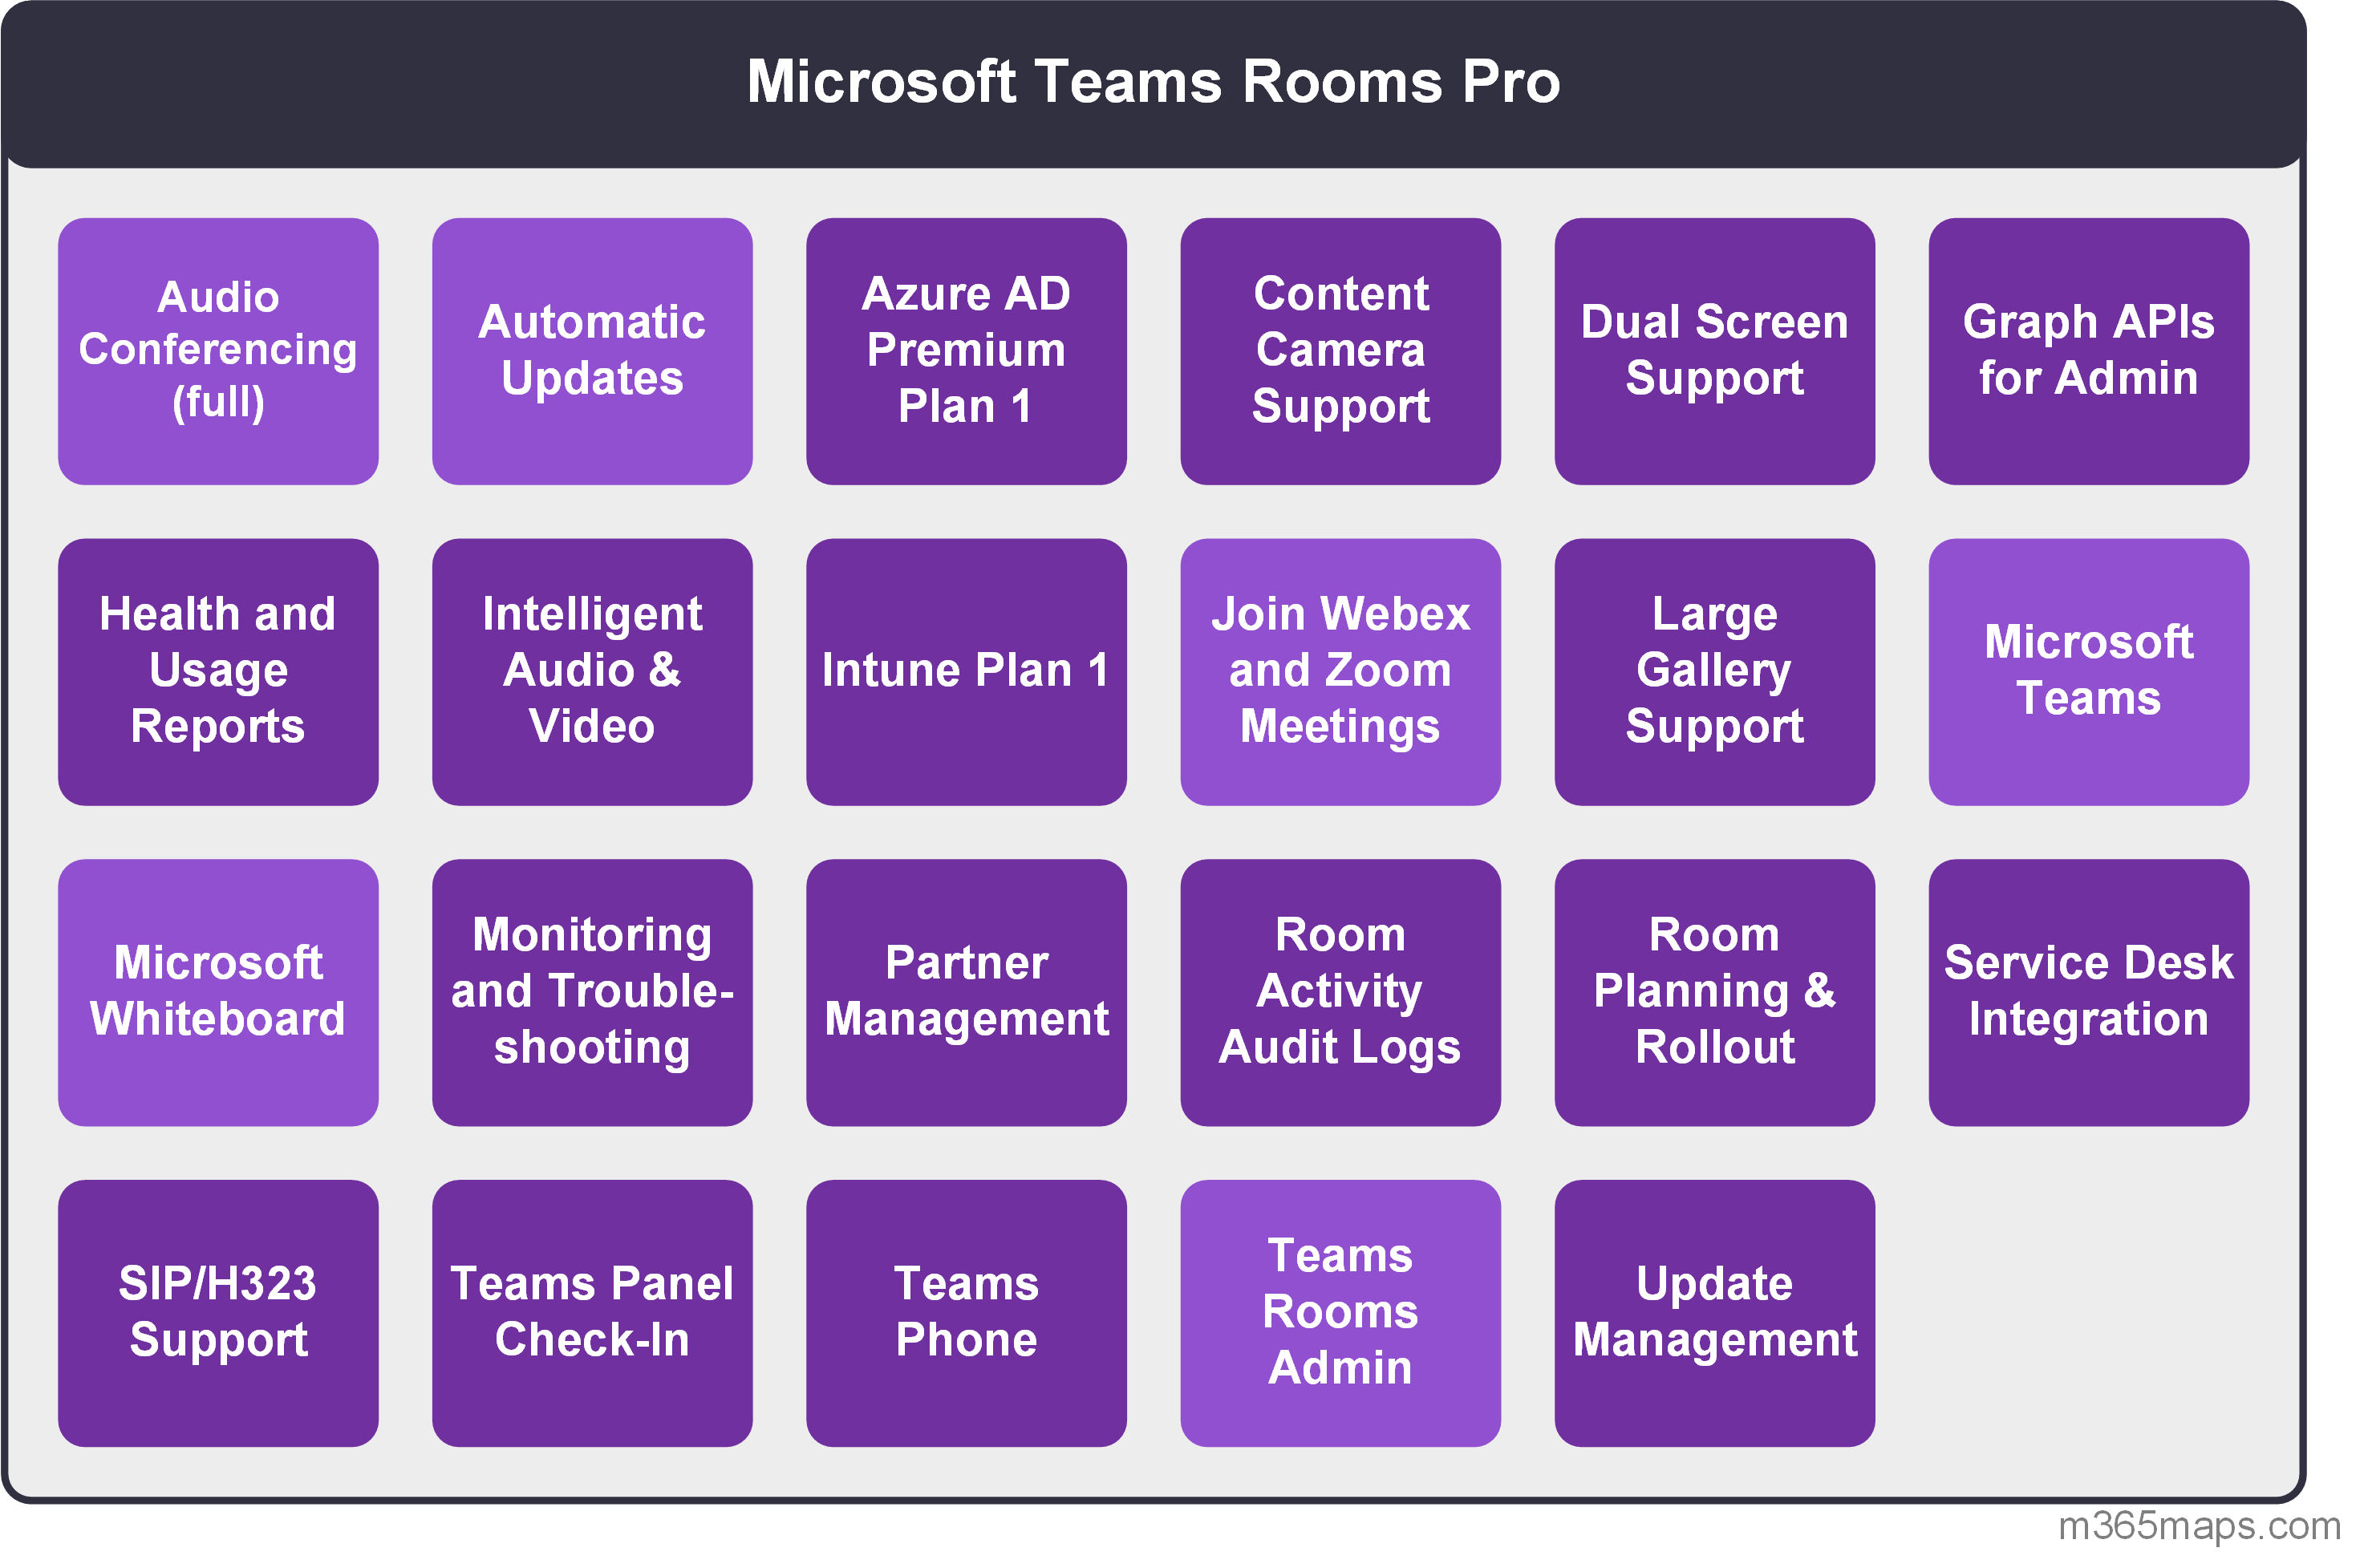 Microsoft Teams Rooms Pro
Audio
Conferencing
(full)
Automatic
Updates
Azure AD
Premium
Plan 1
Content
Camera
Support
Dual Screen
Support
Graph APIs
for Admin
Health and
Usage
Reports
Intelligent
Audio &
Video
Intune Plan 1
Join Webex
and Zoom
Meetings
Large
Gallery
Support
Microsoft
Teams
Microsoft
Whiteboard
Monitoring
and Trouble-
shooting
Partner
Management
Room
Activity
Audit Logs
Room
Planning &
Rollout
Service Desk
Integration
SIP/H323
Support
Teams Panel
Check-In
Teams
Phone
Teams
Rooms
Admin
Update
Management
m365maps.com